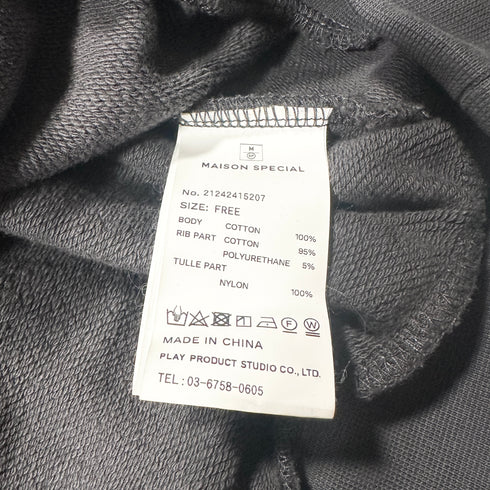 M
MAISON SPECIAL
No. 21242415207
SIZE: FREE
BODY COTTON 100%
RIB PART COTTON 95%
POLYURETHANE 5%
TULLE PART
NYLON 100%
F W
MADE IN CHINA
PLAY PRODUCT STUDIO CO., LTD.
TEL: 03-6758-0605